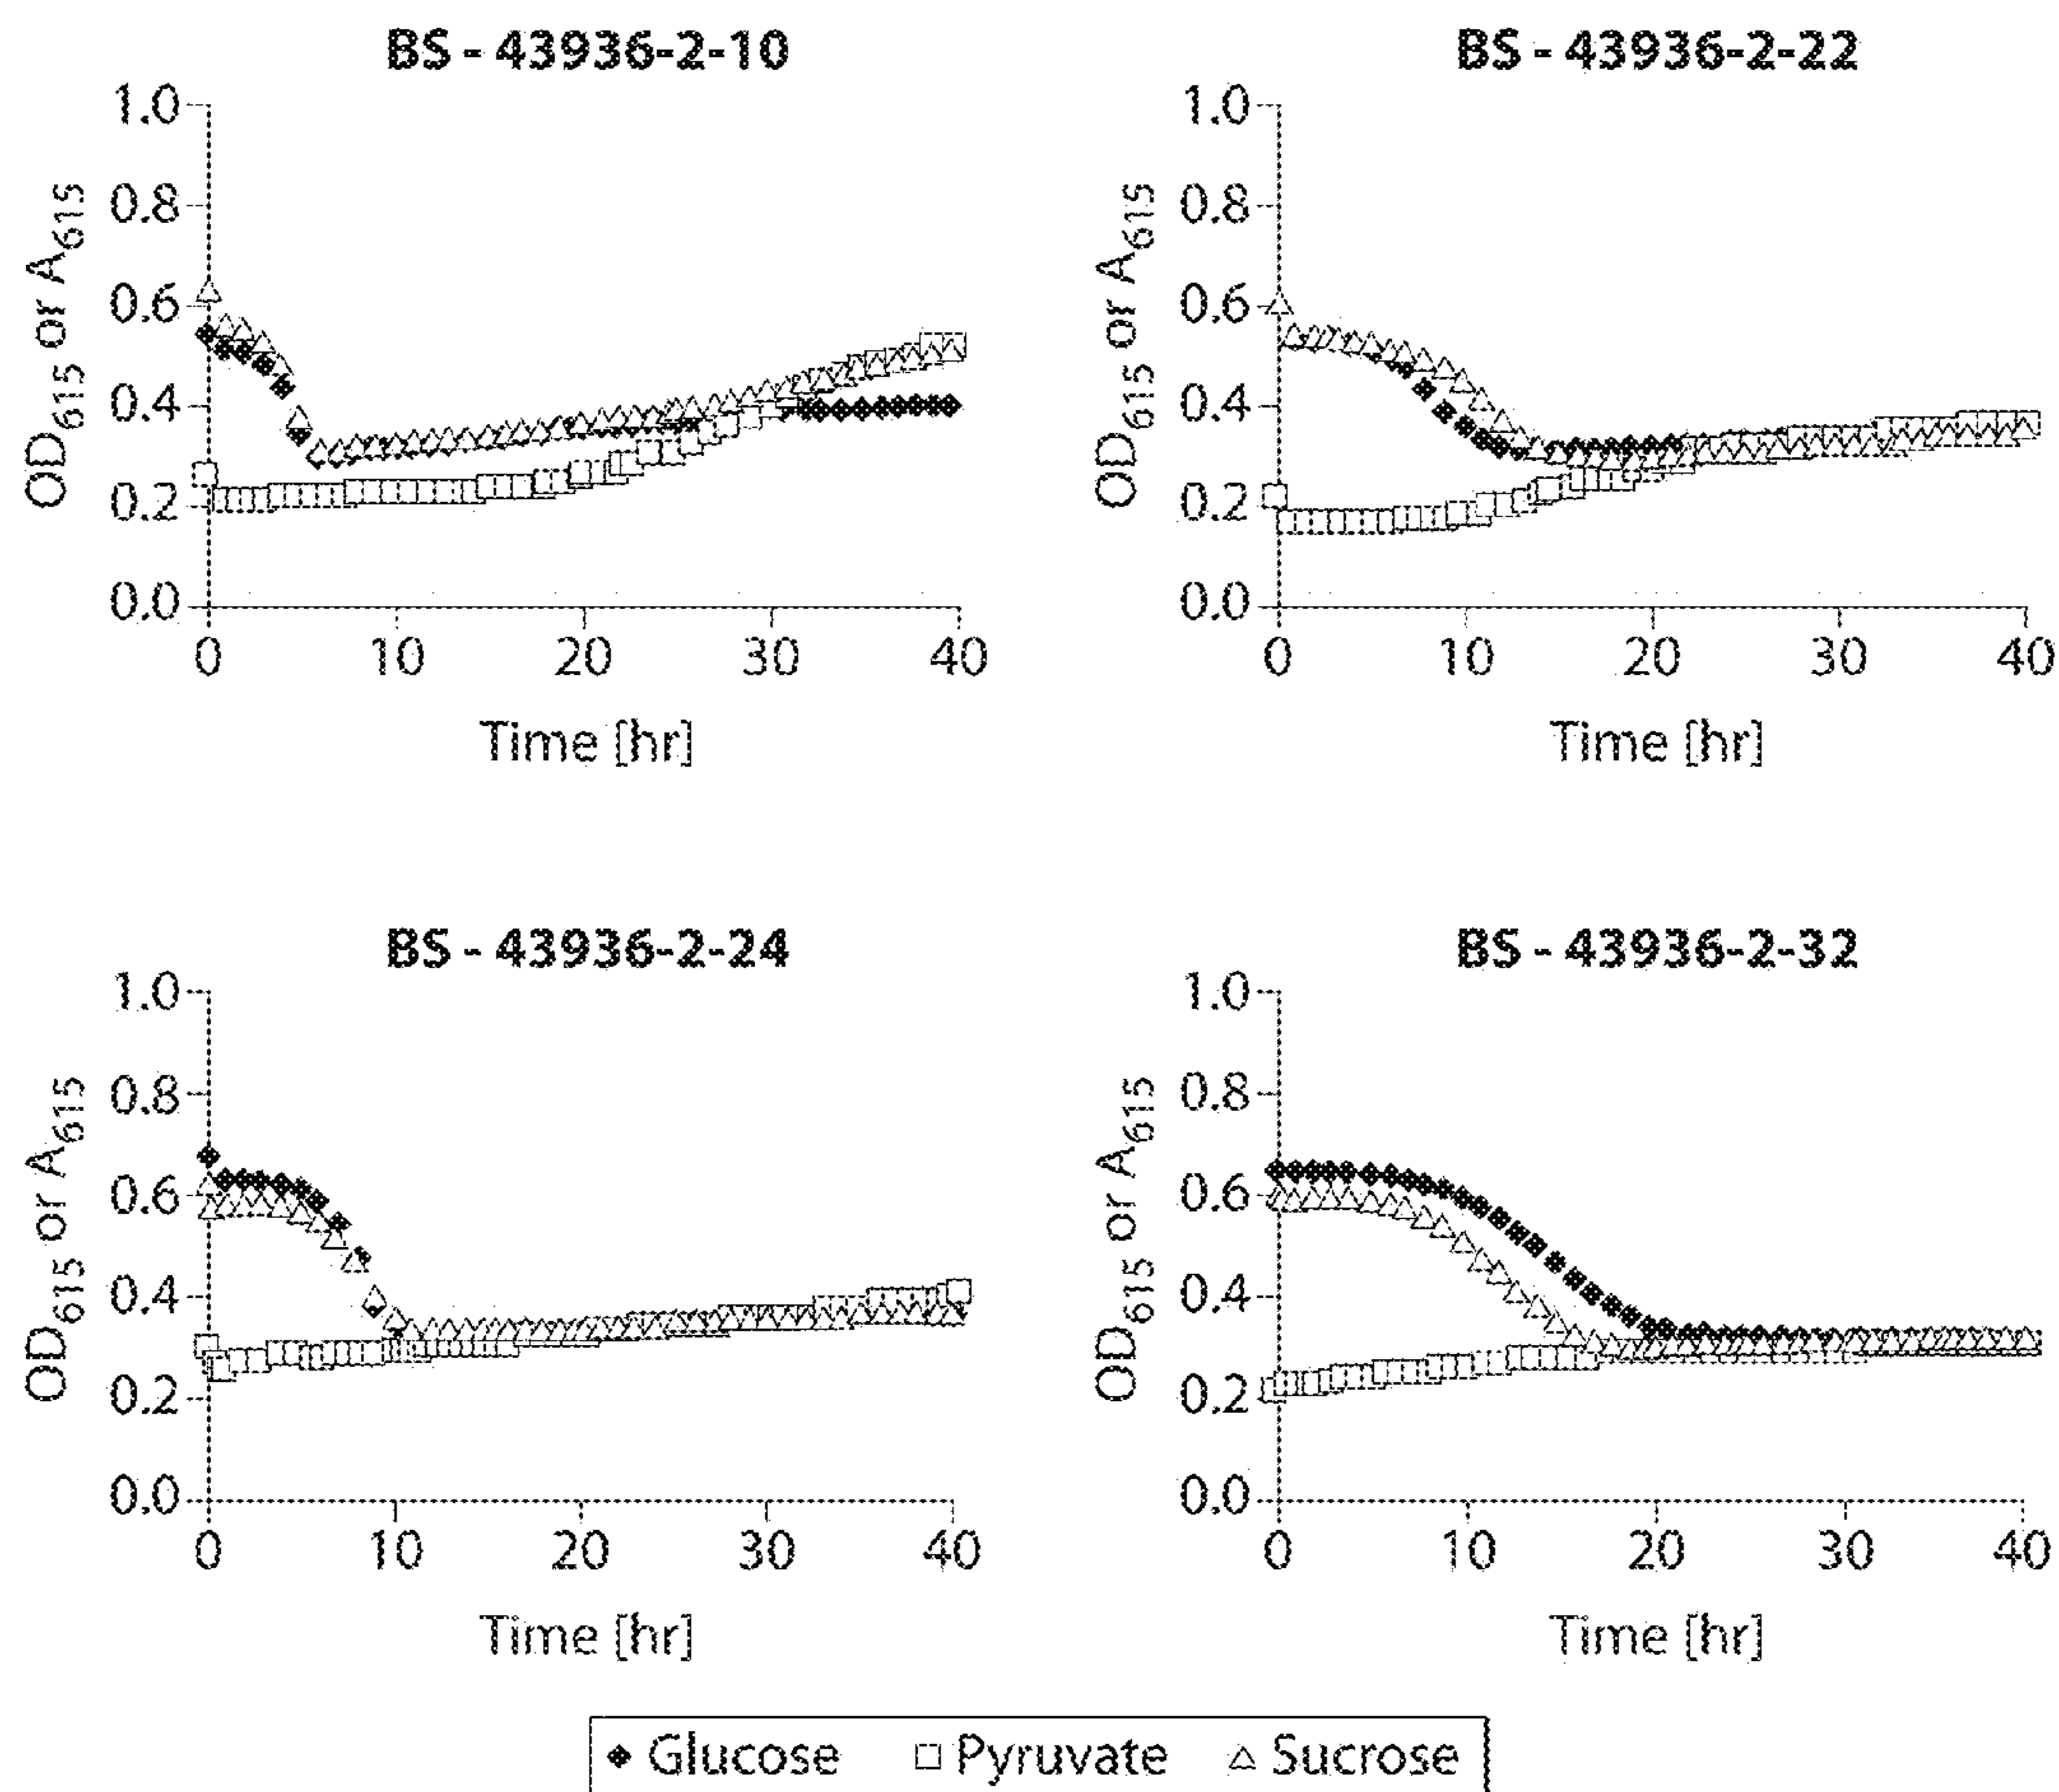 BS - 43936-2-10
BS - 43936-2-22
OD615 or A615
1.0
0.8
0.6
0.4
0.2
0.0
0 10 20 30 40
Time [hr]
OD615 or A615
1.0
0.8
0.6
0.4
0.2
0.0
0 10 20 30 40
Time [hr]
BS - 43936-2-24
BS - 43936-2-32
OD615 or A615
1.0
0.8
0.6
0.4
0.2
0.0
0 10 20 30 40
Time [hr]
OD615 or A615
1.0
0.8
0.6
0.4
0.2
0.0
0 10 20 30 40
Time [hr]
Glucose Pyruvate Sucrose